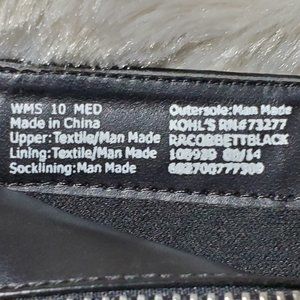 WMS 10 MED
Made in China
Upper:Textile/Man Made
Lining:Textile/Man Made
Socklining:Man Made
Outersole:Man Made
KOHL'S RN#73277
RRCORBETTBLACK